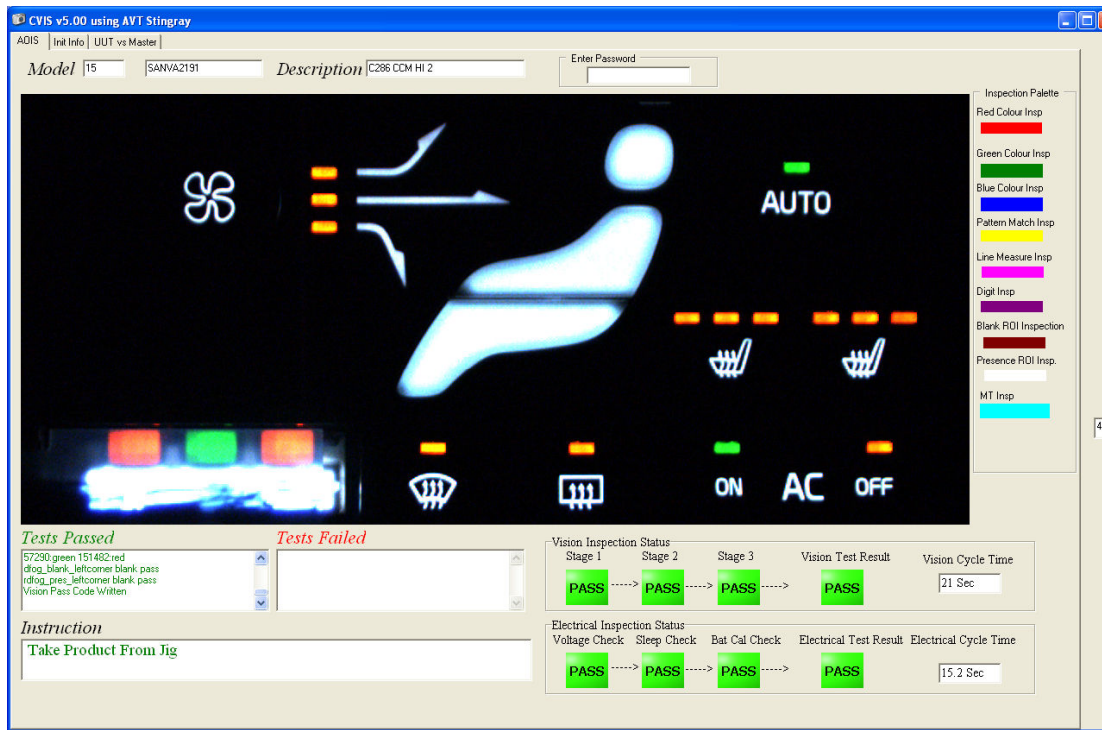 CVIS v5.00 using AVT Stingray
AOIS Init Info UUT vs Master
Model 15 SANVA2191 Description C286 CCM HI 2 Enter Password
Inspection Palette
Red Colour Insp
Green Colour Insp
Blue Colour Insp
Pattern Match Insp
Line Measure Insp
Digit Insp
Blank ROI Inspection
Presence ROI Insp.
MT Insp
AUTO
ON AC OFF
4
Tests Passed
57290:green 151482:red
dfog_blank_leftcorner blank pass
rdfog_pres_leftcorner blank pass
Vision Pass Code Written
Tests Failed
Vision Inspection Status
Stage 1 Stage 2 Stage 3 Vision Test Result Vision Cycle Time
PASS -----> PASS -----> PASS -----> PASS 21 Sec
Instruction
Take Product From Jig
Electrical Inspection Status
Voltage Check Sleep Check Bat Cal Check Electrical Test Result Electrical Cycle Time
PASS -----> PASS -----> PASS -----> PASS 15.2 Sec